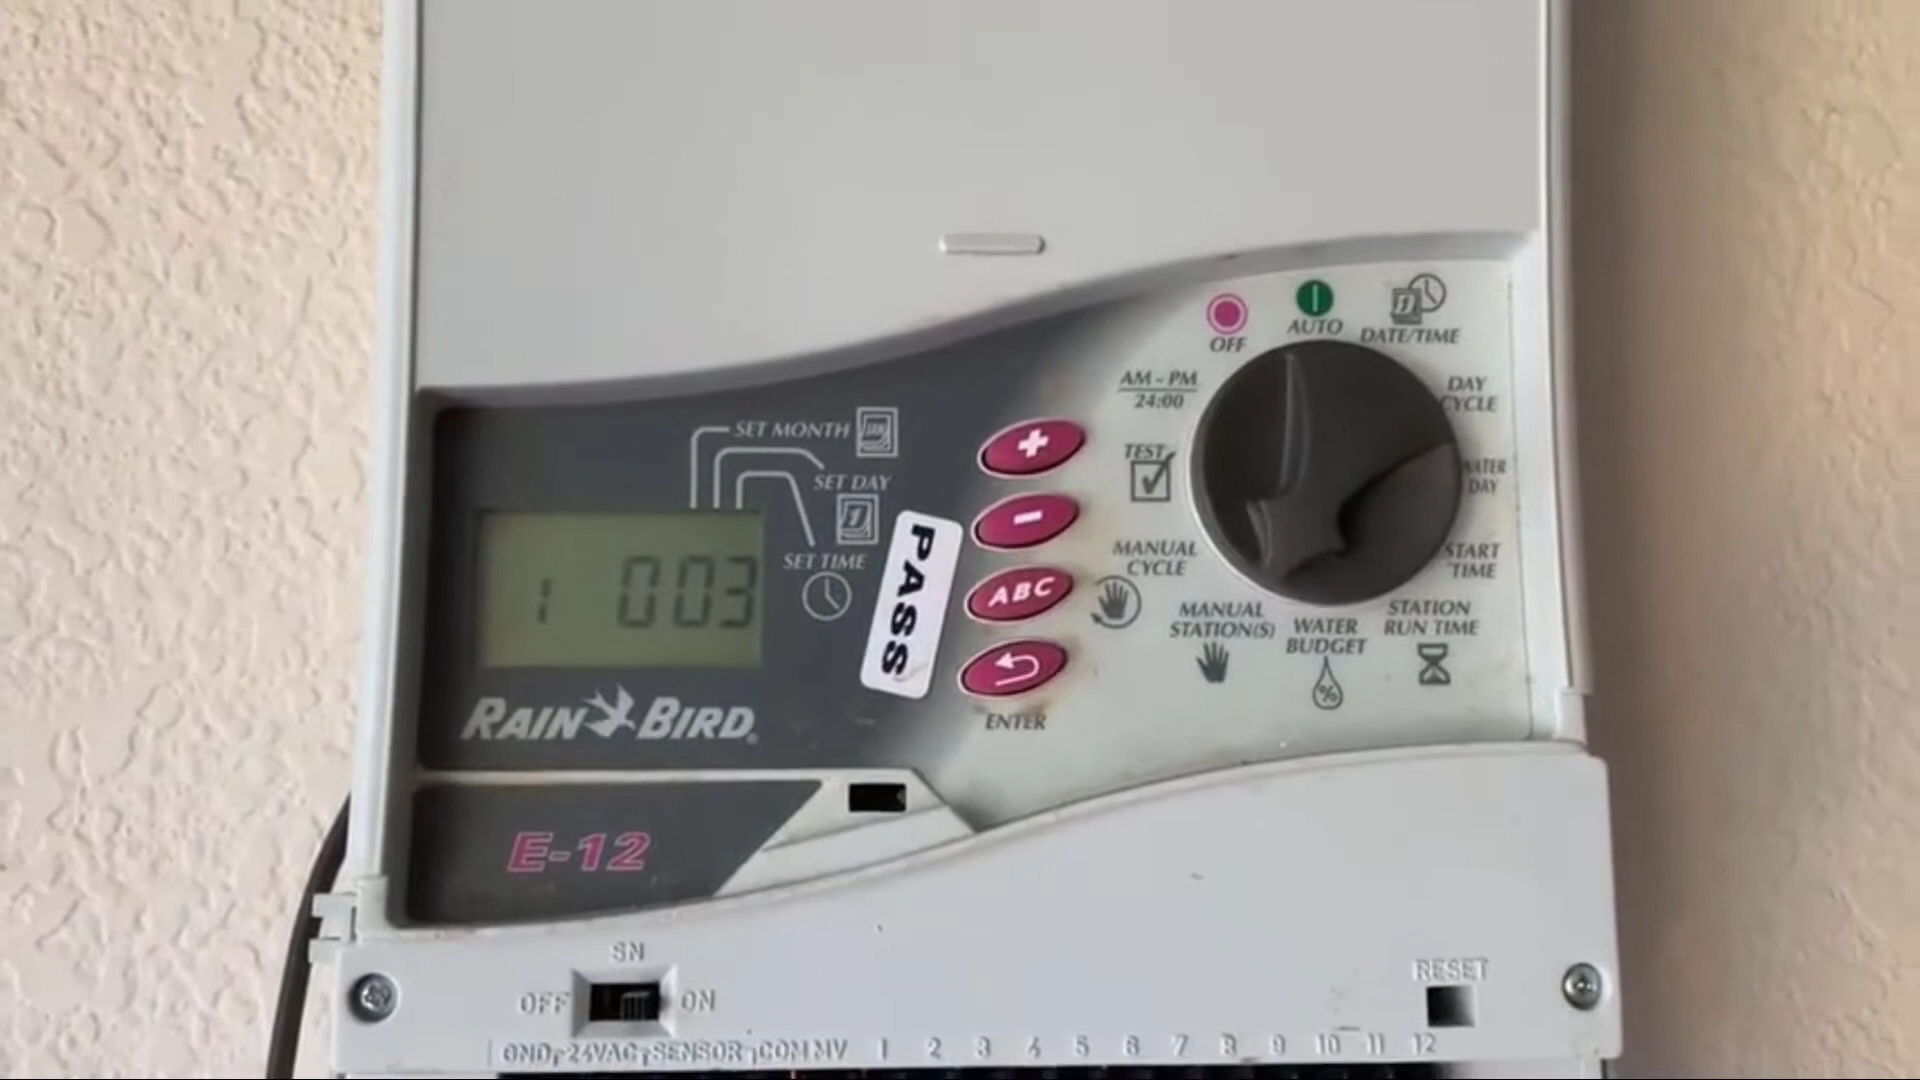 OFF
AUTO
DATE/TIME
AM - PM
24:00
DAY
CYCLE
SET MONTH
JAN
SET DAY
1
SET TIME
TEST
WATER
DAY
1 003
PASS
+
-
ABC
ENTER
MANUAL
CYCLE
START
TIME
MANUAL
STATION(S)
WATER
BUDGET
%
STATION
RUN TIME
RAIN BIRD
E-12
SN
OFF
ON
RESET
GND 24VAC SENSOR COM MV 1 2 3 4 5 6 7 8 9 10 11 12